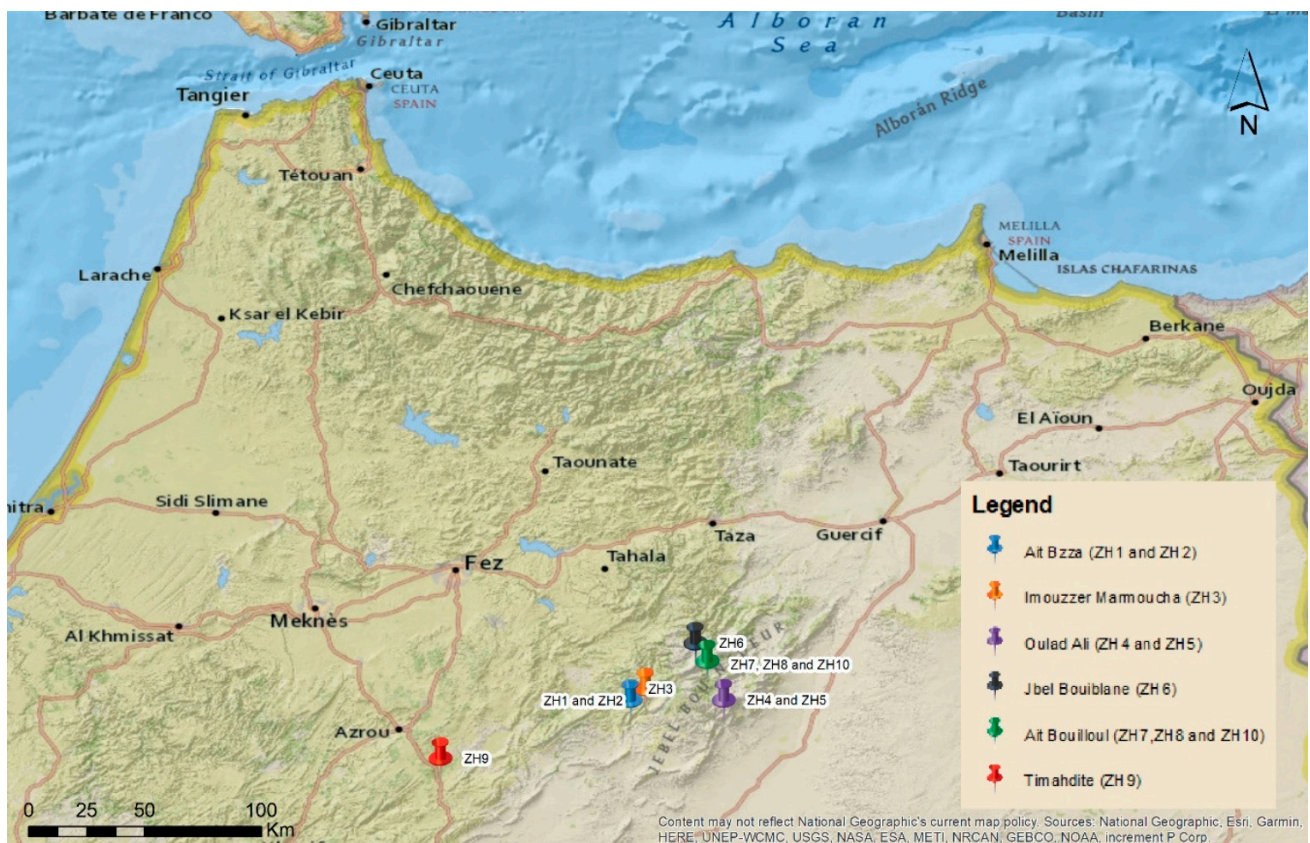 Barbate de Franco
Gibraltar
Gibraltar
Alboran
Sea
Basin
Strait of Gibraltar
Ceuta
CEUTA
SPAIN
Tangier
Alborán Ridge
N
Tétouan
MELILLA
SPAIN
Melilla
ISLAS CHAFARINAS
Larache
Chefchaouene
Ksar el Kebir
Berkane
Oujda
El Aïoun
Taounate
Taourirt
nitra
Sidi Slimane
Taza
Guercif
Fez
Tahala
Meknès
Al Khmissat
ZH6
ZH7, ZH8 and ZH10
ZH3
ZH1 and ZH2
ZH4 and ZH5
Azrou
ZH9
Legend
Ait Bzza (ZH1 and ZH2)
Imouzzer Marmoucha (ZH3)
Oulad Ali (ZH4 and ZH5)
Jbel Bouiblane (ZH6)
Ait Bouilloul (ZH7,ZH8 and ZH10)
Timahdite (ZH9)
0 25 50 100
Km
Content may not reflect National Geographic's current map policy. Sources: National Geographic, Esri, Garmin,
HERE, UNEP-WCMC, USGS, NASA, ESA, METI, NRCAN, GEBCO, NOAA, increment P Corp.